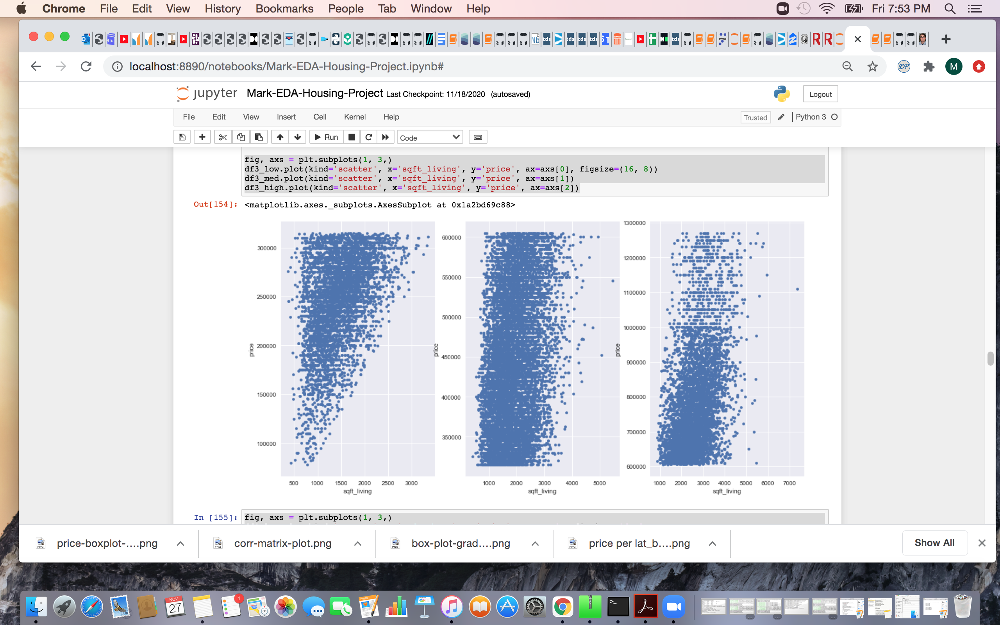 Chrome File Edit View History Bookmarks People Tab Window Help Fri 7:53 PM
localhost:8890/notebooks/Mark-EDA-Housing-Project.ipynb# DP M
jupyter Mark-EDA-Housing-Project Last Checkpoint: 11/18/2020 (autosaved) Logout
File Edit View Insert Cell Kernel Help Trusted Python 3
Run Code
fig, axs = plt.subplots(1, 3,)
df3_low.plot(kind='scatter', x='sqft_living', y='price', ax=axs[0], figsize=(16, 8))
df3_med.plot(kind='scatter', x='sqft_living', y='price', ax=axs[1])
df3_high.plot(kind='scatter', x='sqft_living', y='price', ax=axs[2])
Out[154]: <matplotlib.axes._subplots.AxesSubplot at 0x1a2bd69c88>
300000
250000
200000
150000
100000
price
500 1000 1500 2000 2500 3000
sqft_living
600000
550000
500000
450000
400000
350000
price
1000 2000 3000 4000 5000
sqft_living
1300000
1200000
1100000
1000000
900000
800000
700000
600000
price
1000 2000 3000 4000 5000 6000 7000
sqft_living
In [155]: fig, axs = plt.subplots(1, 3,)
price-boxplot-....png corr-matrix-plot.png box-plot-grad....png price per lat_b....png Show All
NOV
27
1
PAGES